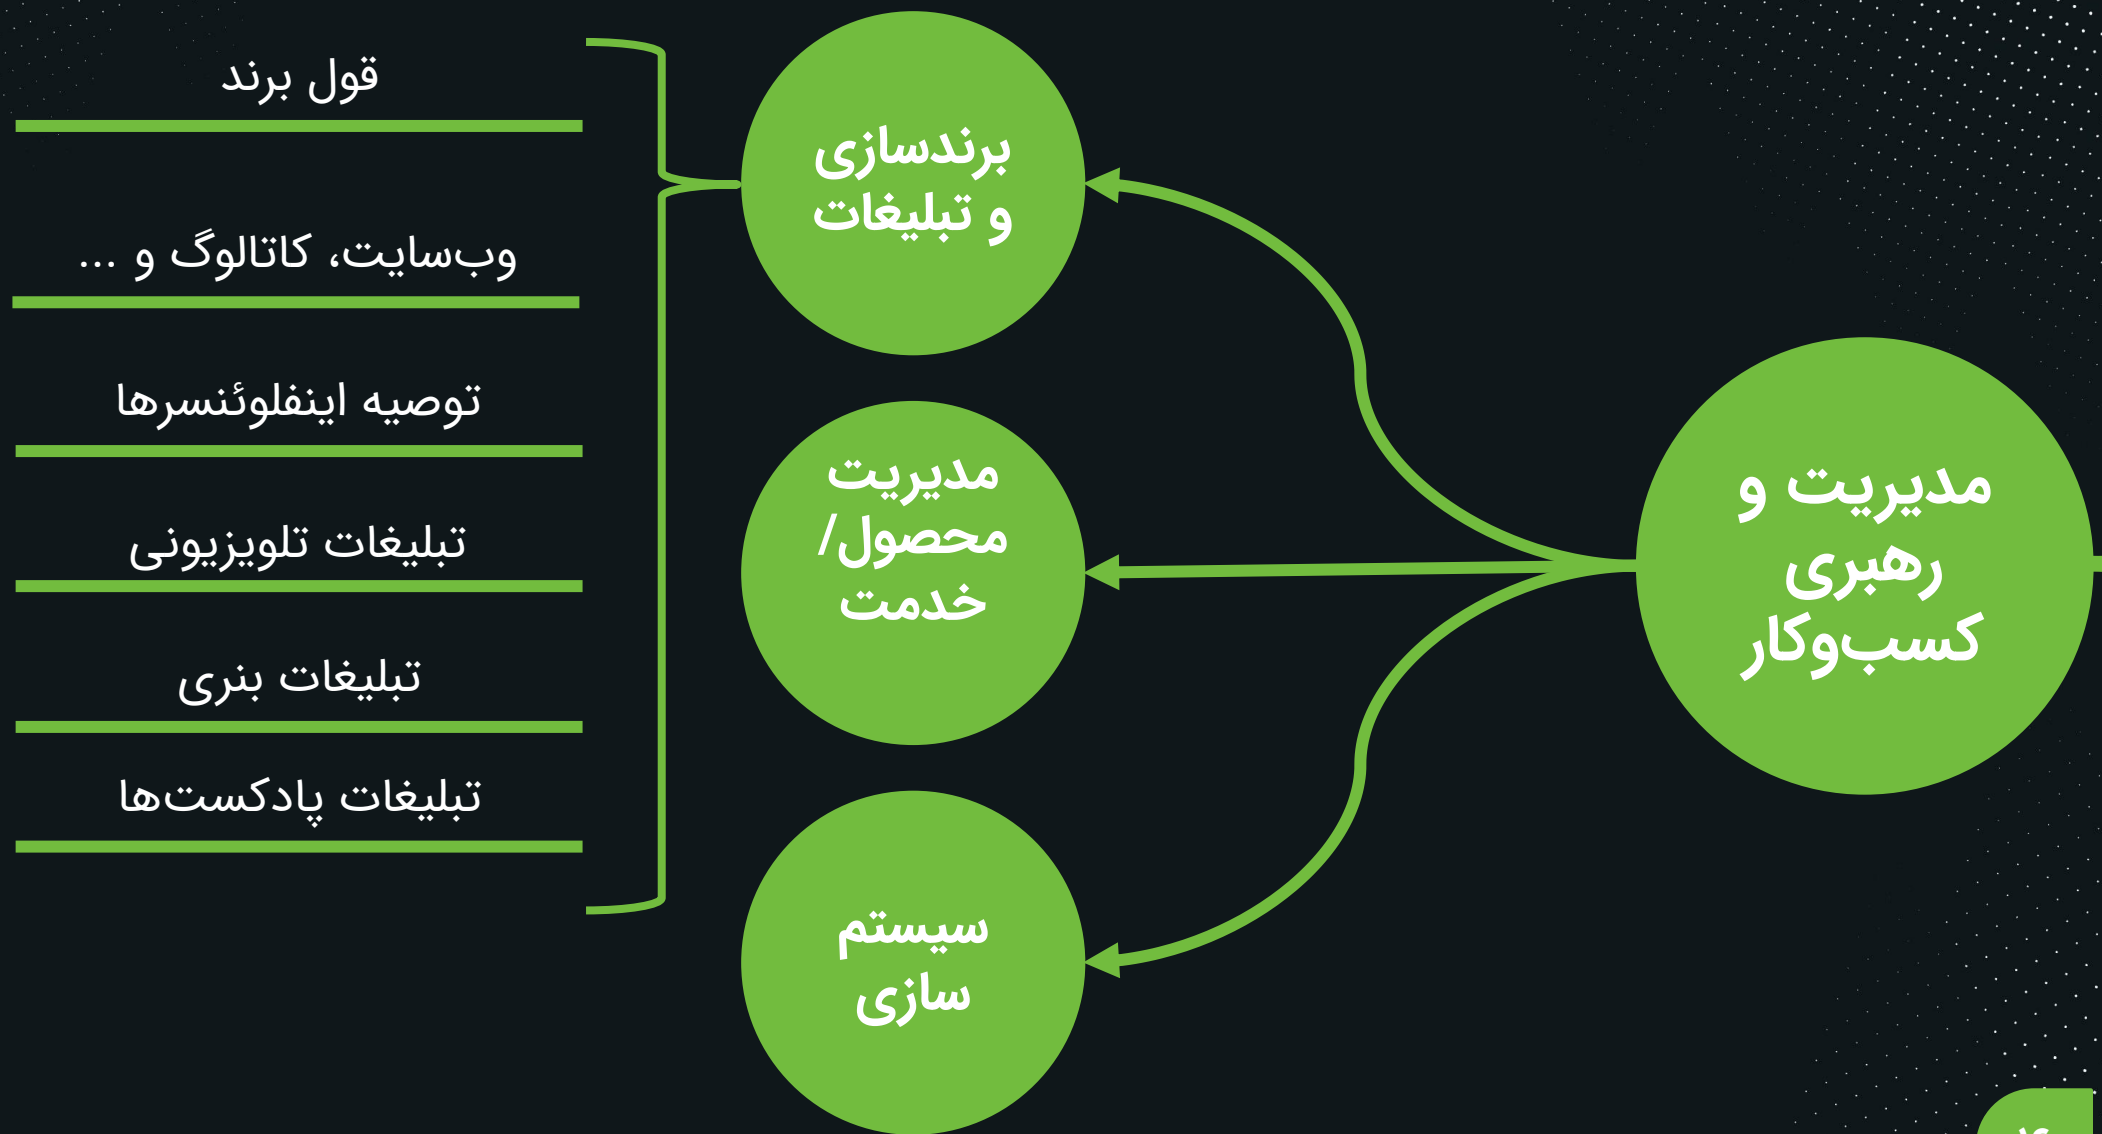 مدیریت و
رهبری
کسب‌وکار
برندسازی
و تبلیغات
مدیریت
محصول/
خدمت
سیستم
سازی
قول برند
وب‌سایت، کاتالوگ و ...
توصیه اینفلوئنسرها
تبلیغات تلویزیونی
تبلیغات بنری
تبلیغات پادکست‌ها